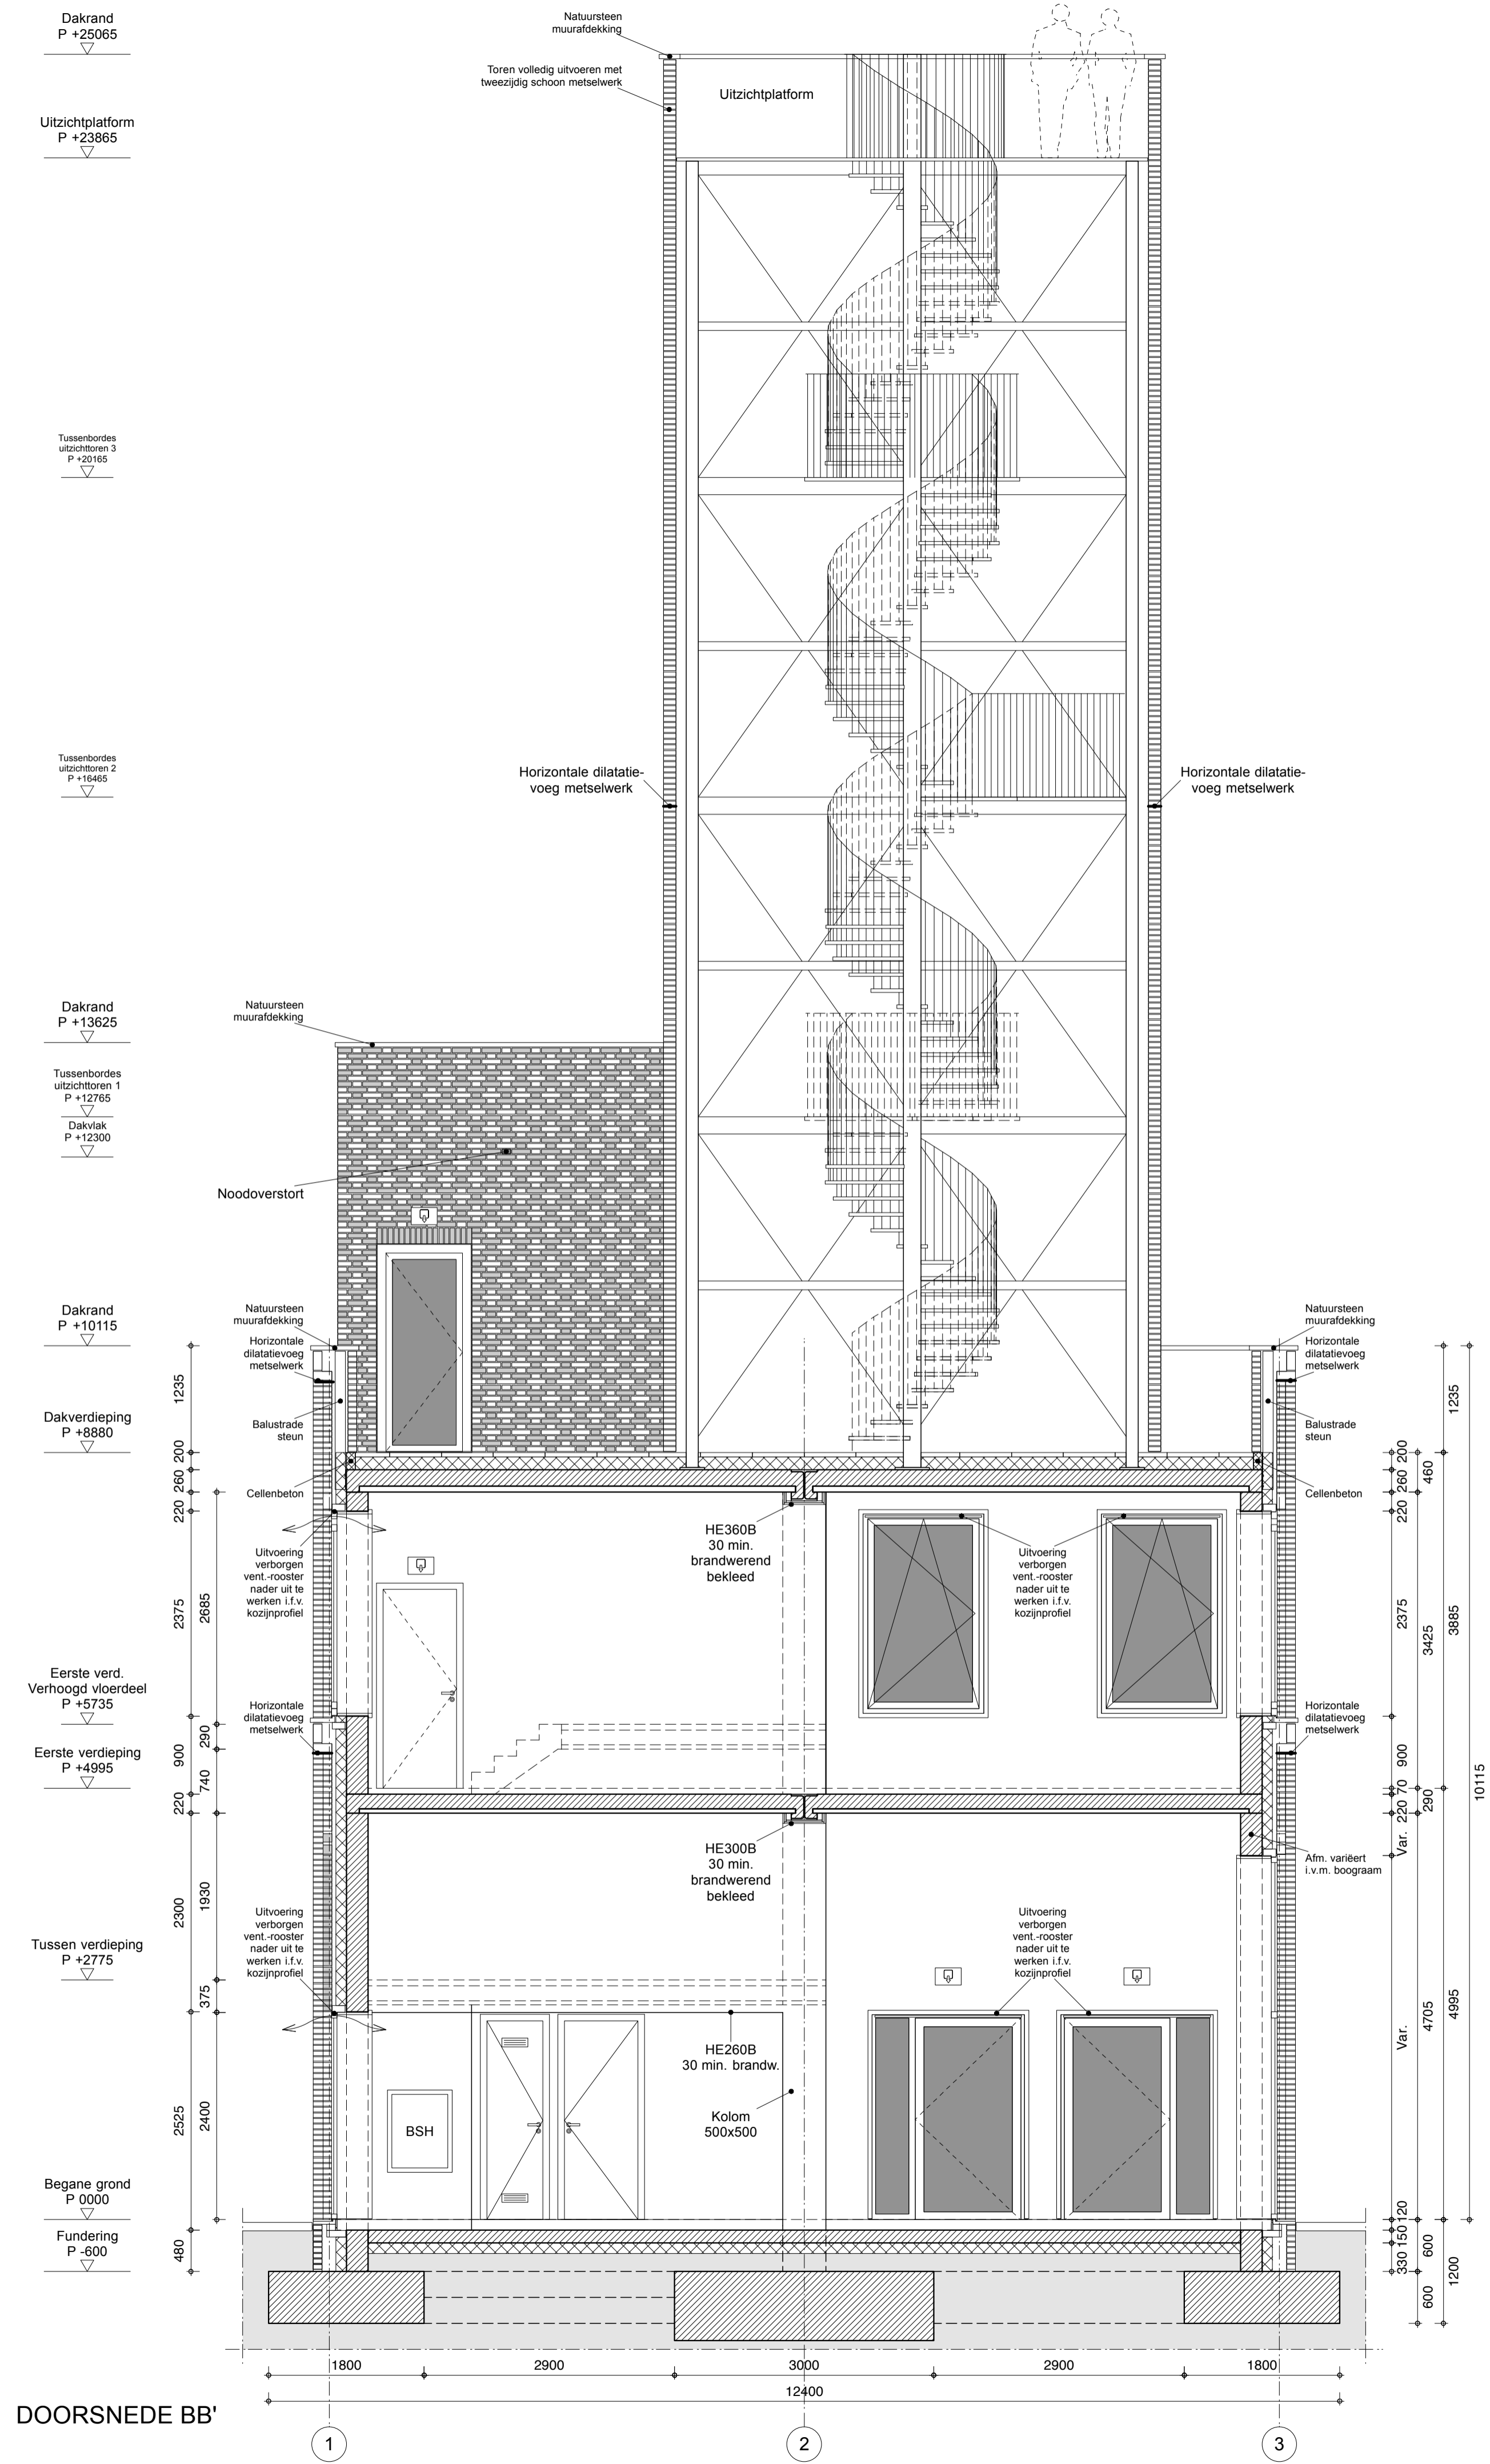 Dakrand
P +25065
Uitzichtplatform
P +23865
Tussenbordes
uitzichttoren 3
P +20165
Tussenbordes
uitzichttoren 2
P +16465
Dakrand
P +13625
Tussenbordes
uitzichttoren 1
P +12765
Dakvlak
P +12300
Dakrand
P +10115
Dakverdieping
P +8880
Eerste verd.
Verhoogd vloerdeel
P +5735
Eerste verdieping
P +4995
Tussen verdieping
P +2775
Begane grond
P 0000
Fundering
P -600
Natuursteen
muurafdekking
Toren volledig uitvoeren met
tweezijdig schoon metselwerk
Uitzichtplatform
Horizontale dilatatie-
voeg metselwerk
Horizontale dilatatie-
voeg metselwerk
Natuursteen
muurafdekking
Noodoverstort
Natuursteen
muurafdekking
Horizontale
dilatatievoeg
metselwerk
Balustrade
steun
Cellenbeton
Uitvoering
verborgen
vent.-rooster
nader uit te
werken i.f.v.
kozijnprofiel
Horizontale
dilatatievoeg
metselwerk
Uitvoering
verborgen
vent.-rooster
nader uit te
werken i.f.v.
kozijnprofiel
HE360B
30 min.
brandwerend
bekleed
Uitvoering
verborgen
vent.-rooster
nader uit te
werken i.f.v.
kozijnprofiel
HE300B
30 min.
brandwerend
bekleed
Uitvoering
verborgen
vent.-rooster
nader uit te
werken i.f.v.
kozijnprofiel
HE260B
30 min. brandw.
Kolom
500x500
BSH
Natuursteen
muurafdekking
Horizontale
dilatatievoeg
metselwerk
Balustrade
steun
Cellenbeton
Horizontale
dilatatievoeg
metselwerk
Afm. variëert
i.v.m. boograam
1235
200
260
220
2375
900
220
2300
2525
480
2685
290
740
1930
375
2400
200
260
220
2375
900
70
220
Var.
Var.
120
150
330
460
3425
290
4705
600
600
1235
3885
4995
1200
10115
1800
2900
3000
2900
1800
12400
DOORSNEDE BB'
1
2
3